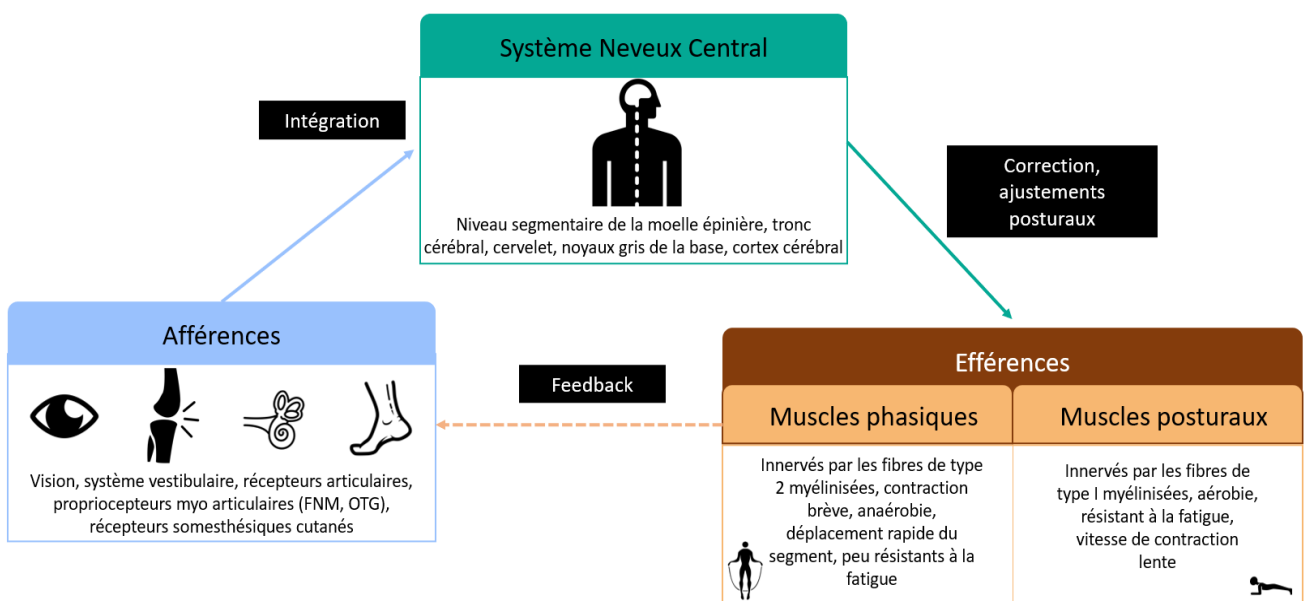 Système Neveux Central
Intégration
Niveau segmentaire de la moelle épinière, tronc
cérébral, cervelet, noyaux gris de la base, cortex cérébral
Correction,
ajustements
posturaux
Afférences
Vision, système vestibulaire, récepteurs articulaires,
propriocepteurs myo articulaires (FNM, OTG),
récepteurs somesthésiques cutanés
Feedback
Efférences
Muscles phasiques
Innervés par les fibres de type
2 myélinisées, contraction
brève, anaérobie,
déplacement rapide du
segment, peu résistants à la
fatigue
Muscles posturaux
Innervés par les fibres de
type I myélinisées, aérobie,
résistant à la fatigue,
vitesse de contraction
lente